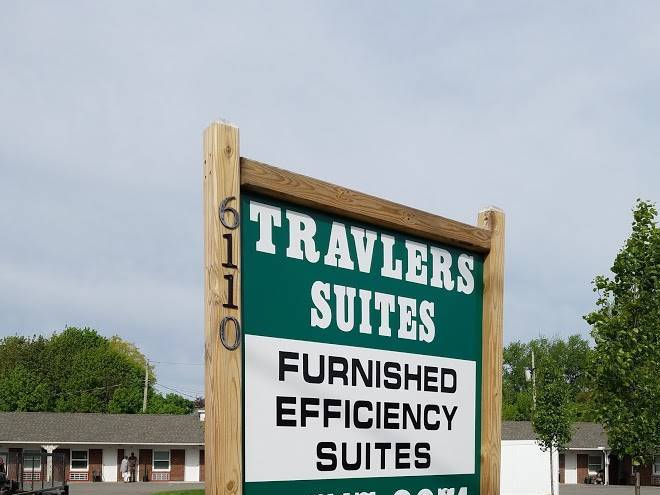 6110
TRAVLERS
SUITES
FURNISHED
EFFICIENCY
SUITES